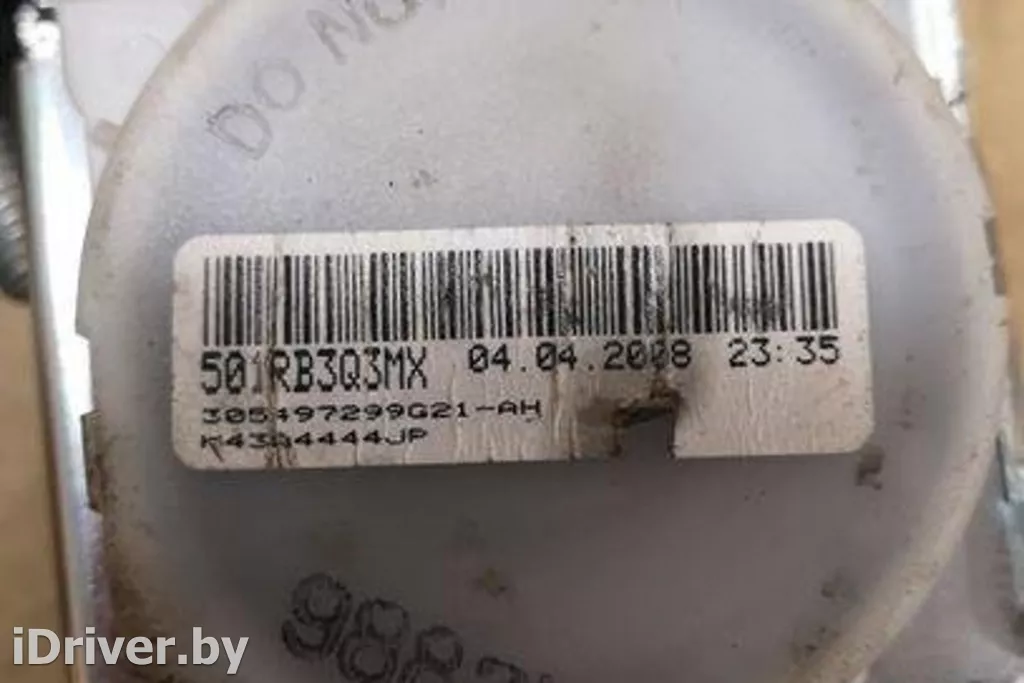 DO NO
501RB3Q3MX 04.04.2008 23:35
305497299G21-AH
iDriver.by